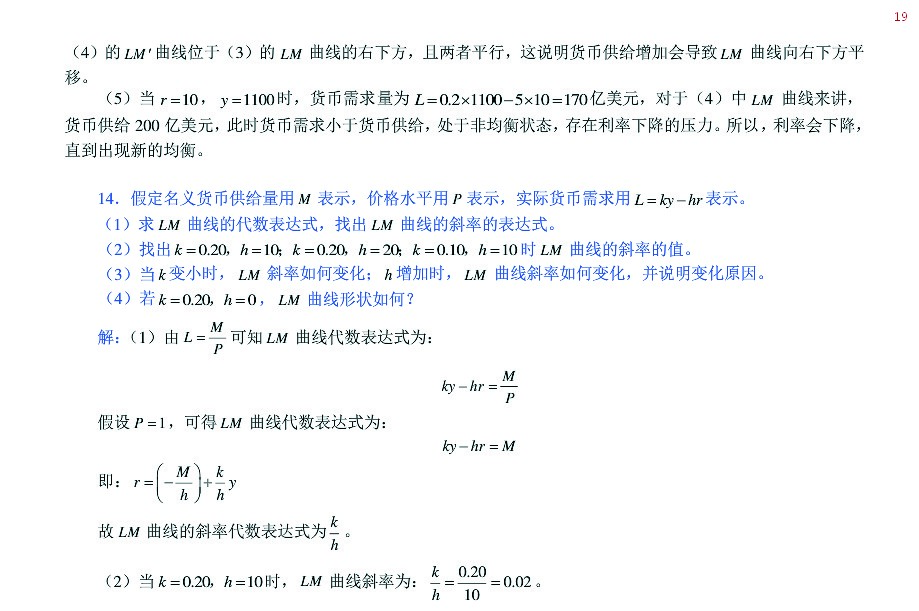 19
（4）的 LM' 曲线位于（3）的 LM 曲线的右下方，且两者平行，这说明货币供给增加会导致 LM 曲线向右下方平
移。
（5）当 r=10，y=1100时，货币需求量为 L=0.2×1100−5×10=170亿美元，对于（4）中 LM 曲线来讲，
货币供给 200 亿美元，此时货币需求小于货币供给，处于非均衡状态，存在利率下降的压力。所以，利率会下降，
直到出现新的均衡。
14．假定名义货币供给量用 M 表示，价格水平用 P 表示，实际货币需求用 L=ky−hr 表示。
（1）求 LM 曲线的代数表达式，找出 LM 曲线的斜率的表达式。
（2）找出 k=0.20，h=10；k=0.20，h=20；k=0.10，h=10 时 LM 曲线的斜率的值。
（3）当 k 变小时，LM 斜率如何变化；h 增加时，LM 曲线斜率如何变化，并说明变化原因。
（4）若 k=0.20，h=0，LM 曲线形状如何？
解：（1）由 L=M/P 可知 LM 曲线代数表达式为：
ky−hr=M/P
假设 P=1，可得 LM 曲线代数表达式为：
ky−hr=M
即：r=(−M/h)+k/h y
故 LM 曲线的斜率代数表达式为 k/h。
（2）当 k=0.20，h=10时，LM 曲线斜率为：k/h=0.20/10=0.02。